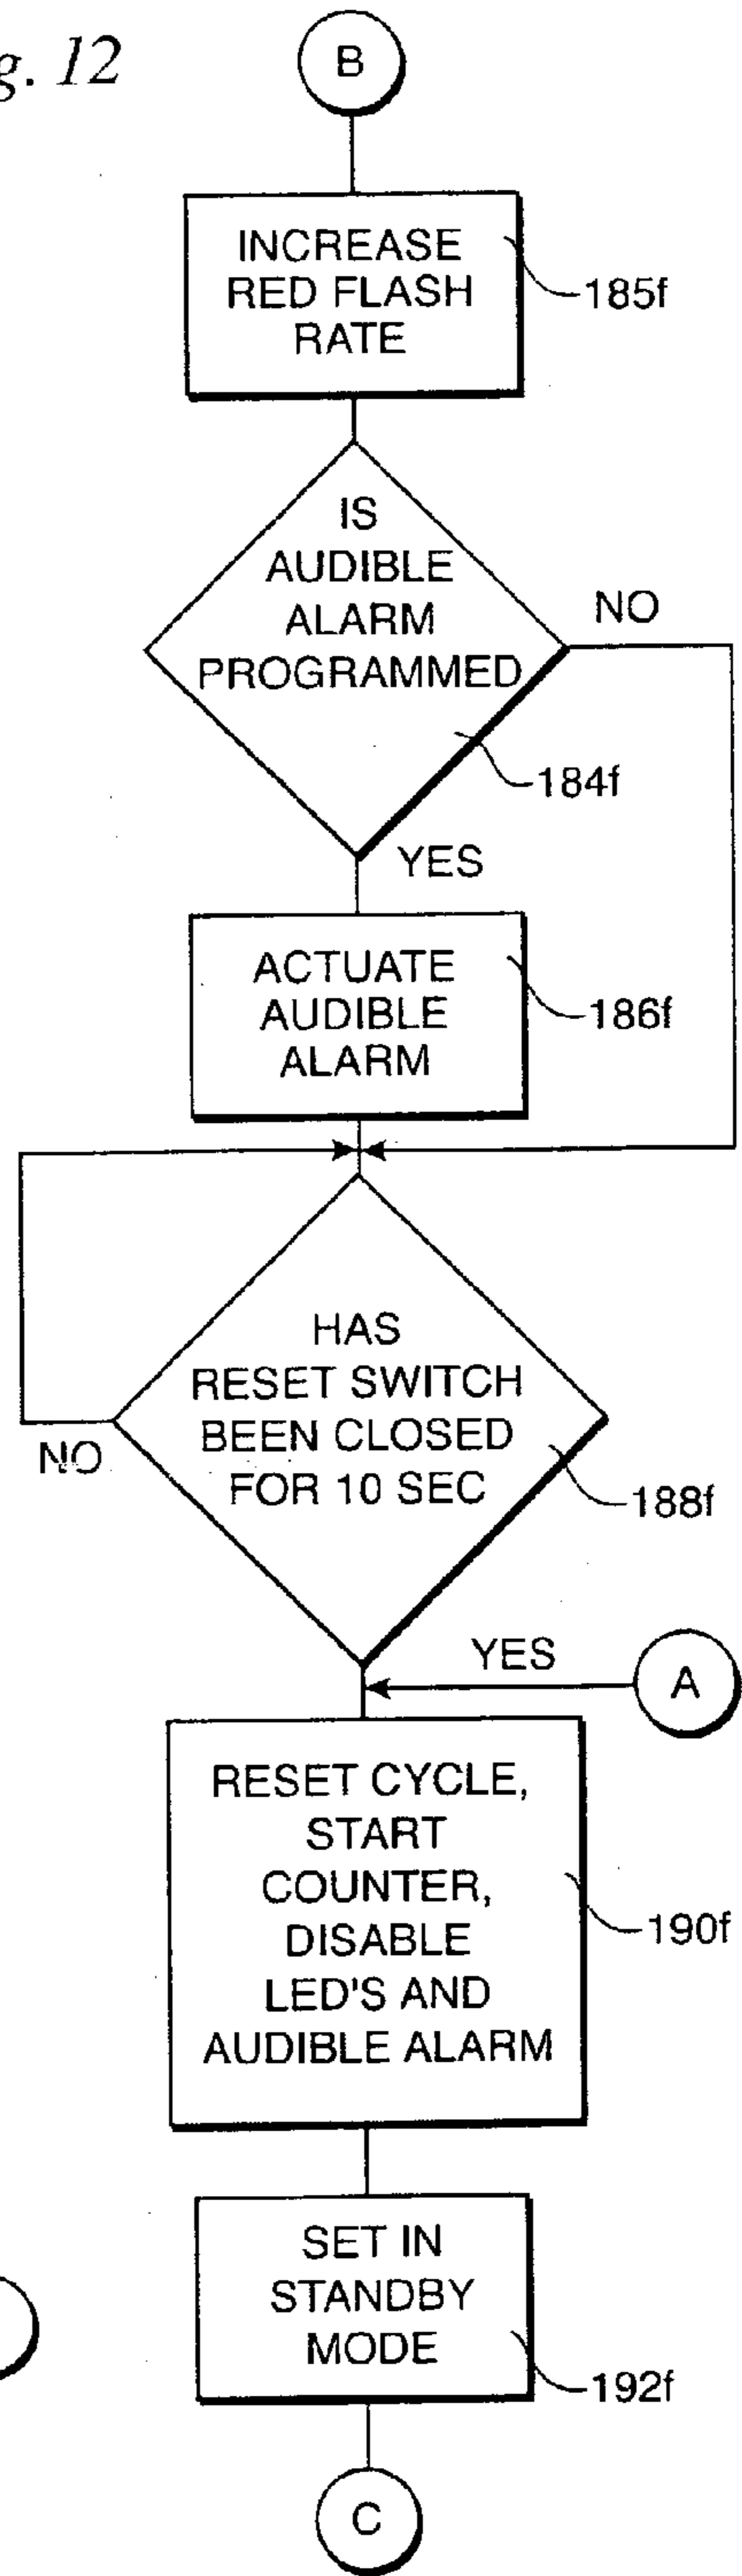 g. 12
B
INCREASE
RED FLASH
RATE
185f
IS
AUDIBLE
ALARM
PROGRAMMED
NO
184f
YES
ACTUATE
AUDIBLE
ALARM
186f
HAS
RESET SWITCH
BEEN CLOSED
FOR 10 SEC
NO
188f
YES
A
RESET CYCLE,
START
COUNTER,
DISABLE
LED'S AND
AUDIBLE ALARM
190f
SET IN
STANDBY
MODE
192f
C